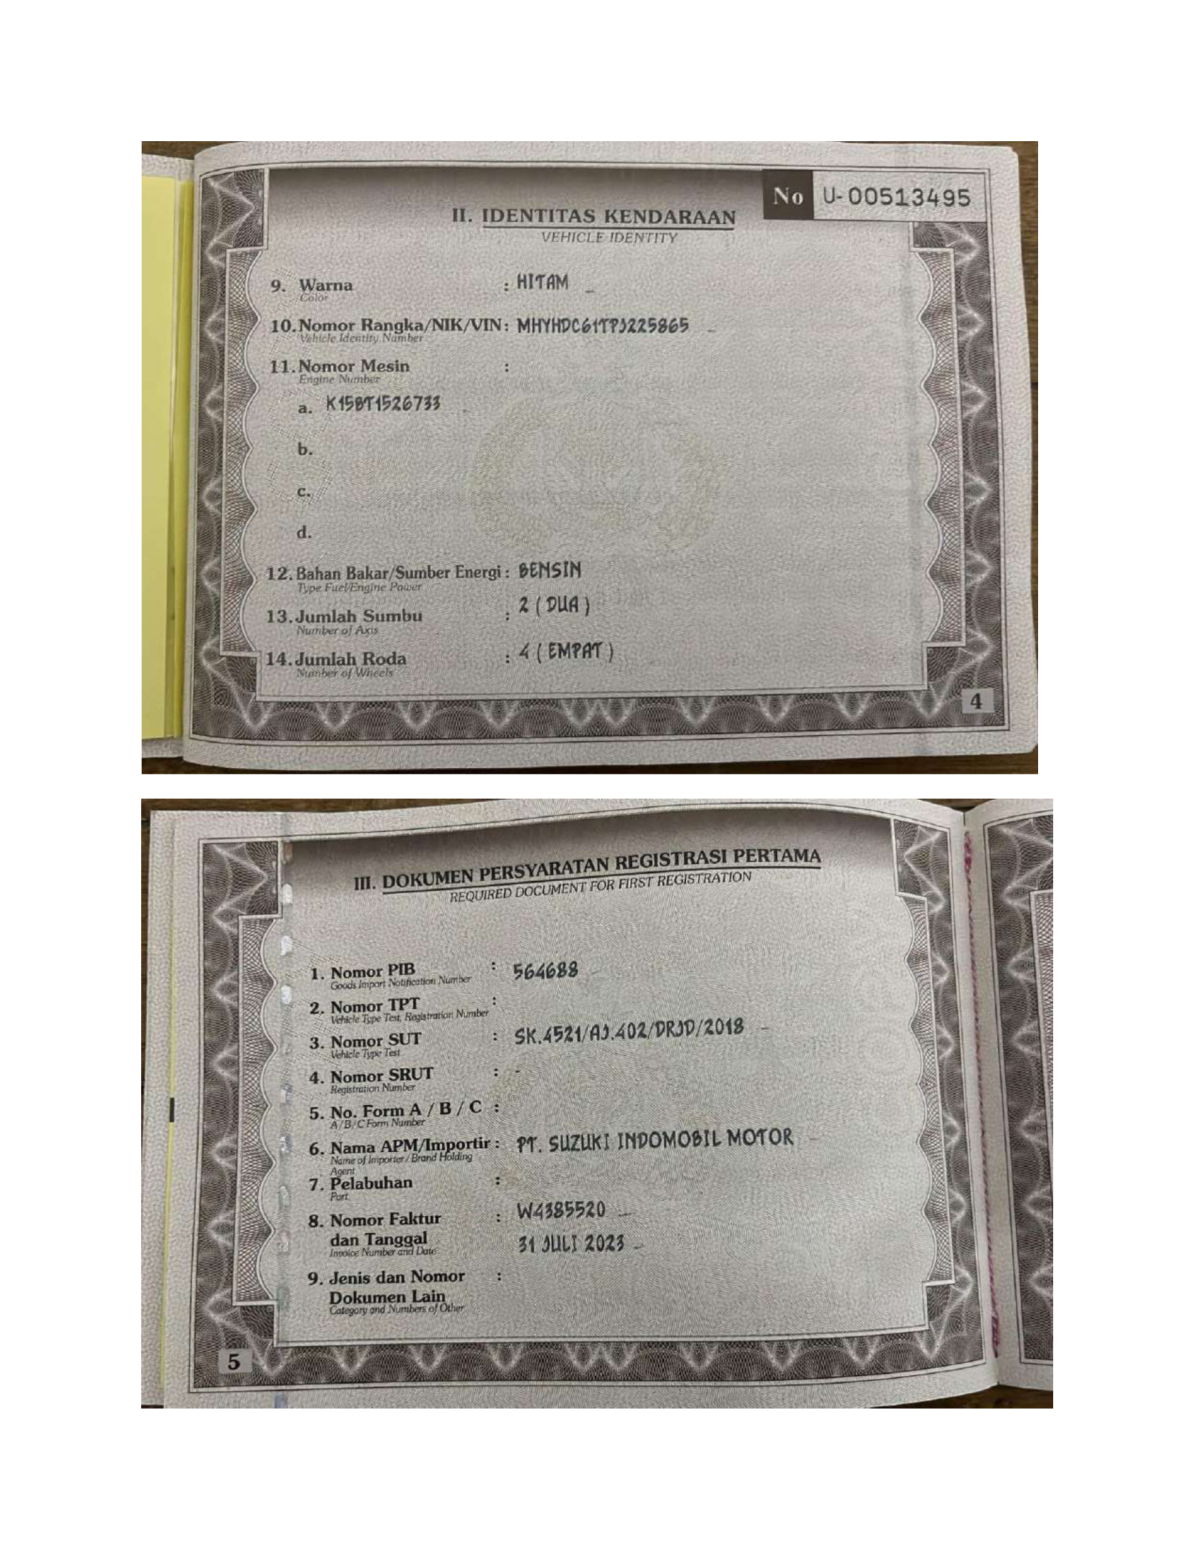 No U-00513495
II. IDENTITAS KENDARAAN
VEHICLE IDENTITY
9. Warna : HITAM
Color
10. Nomor Rangka/NIK/VIN : MHYHDC61TPJ225865
Vehicle Identity Number
11. Nomor Mesin :
Engine Number
a. K15BT1526733
b.
c.
d.
12. Bahan Bakar/Sumber Energi : BENSIN
Type Fuel/Engine Power
13. Jumlah Sumbu : 2 ( DUA )
Number of Axis
14. Jumlah Roda : 4 ( EMPAT )
Number of Wheels
4
III. DOKUMEN PERSYARATAN REGISTRASI PERTAMA
REQUIRED DOCUMENT FOR FIRST REGISTRATION
1. Nomor PIB : 564688
Goods Import Notification Number
2. Nomor TPT :
Vehicle Type Test, Registration Number
3. Nomor SUT : SK.4521/AJ.402/DRJD/2018
Vehicle Type Test
4. Nomor SRUT : -
Registration Number
5. No. Form A / B / C :
A/B/C Form Number
6. Nama APM/Importir : PT. SUZUKI INDOMOBIL MOTOR
Name of Importer/Brand Holding
Agent
7. Pelabuhan :
Port
8. Nomor Faktur : W4385520
dan Tanggal 31 JULI 2023
Invoice Number and Date
9. Jenis dan Nomor :
Dokumen Lain
Category and Numbers of Other
5